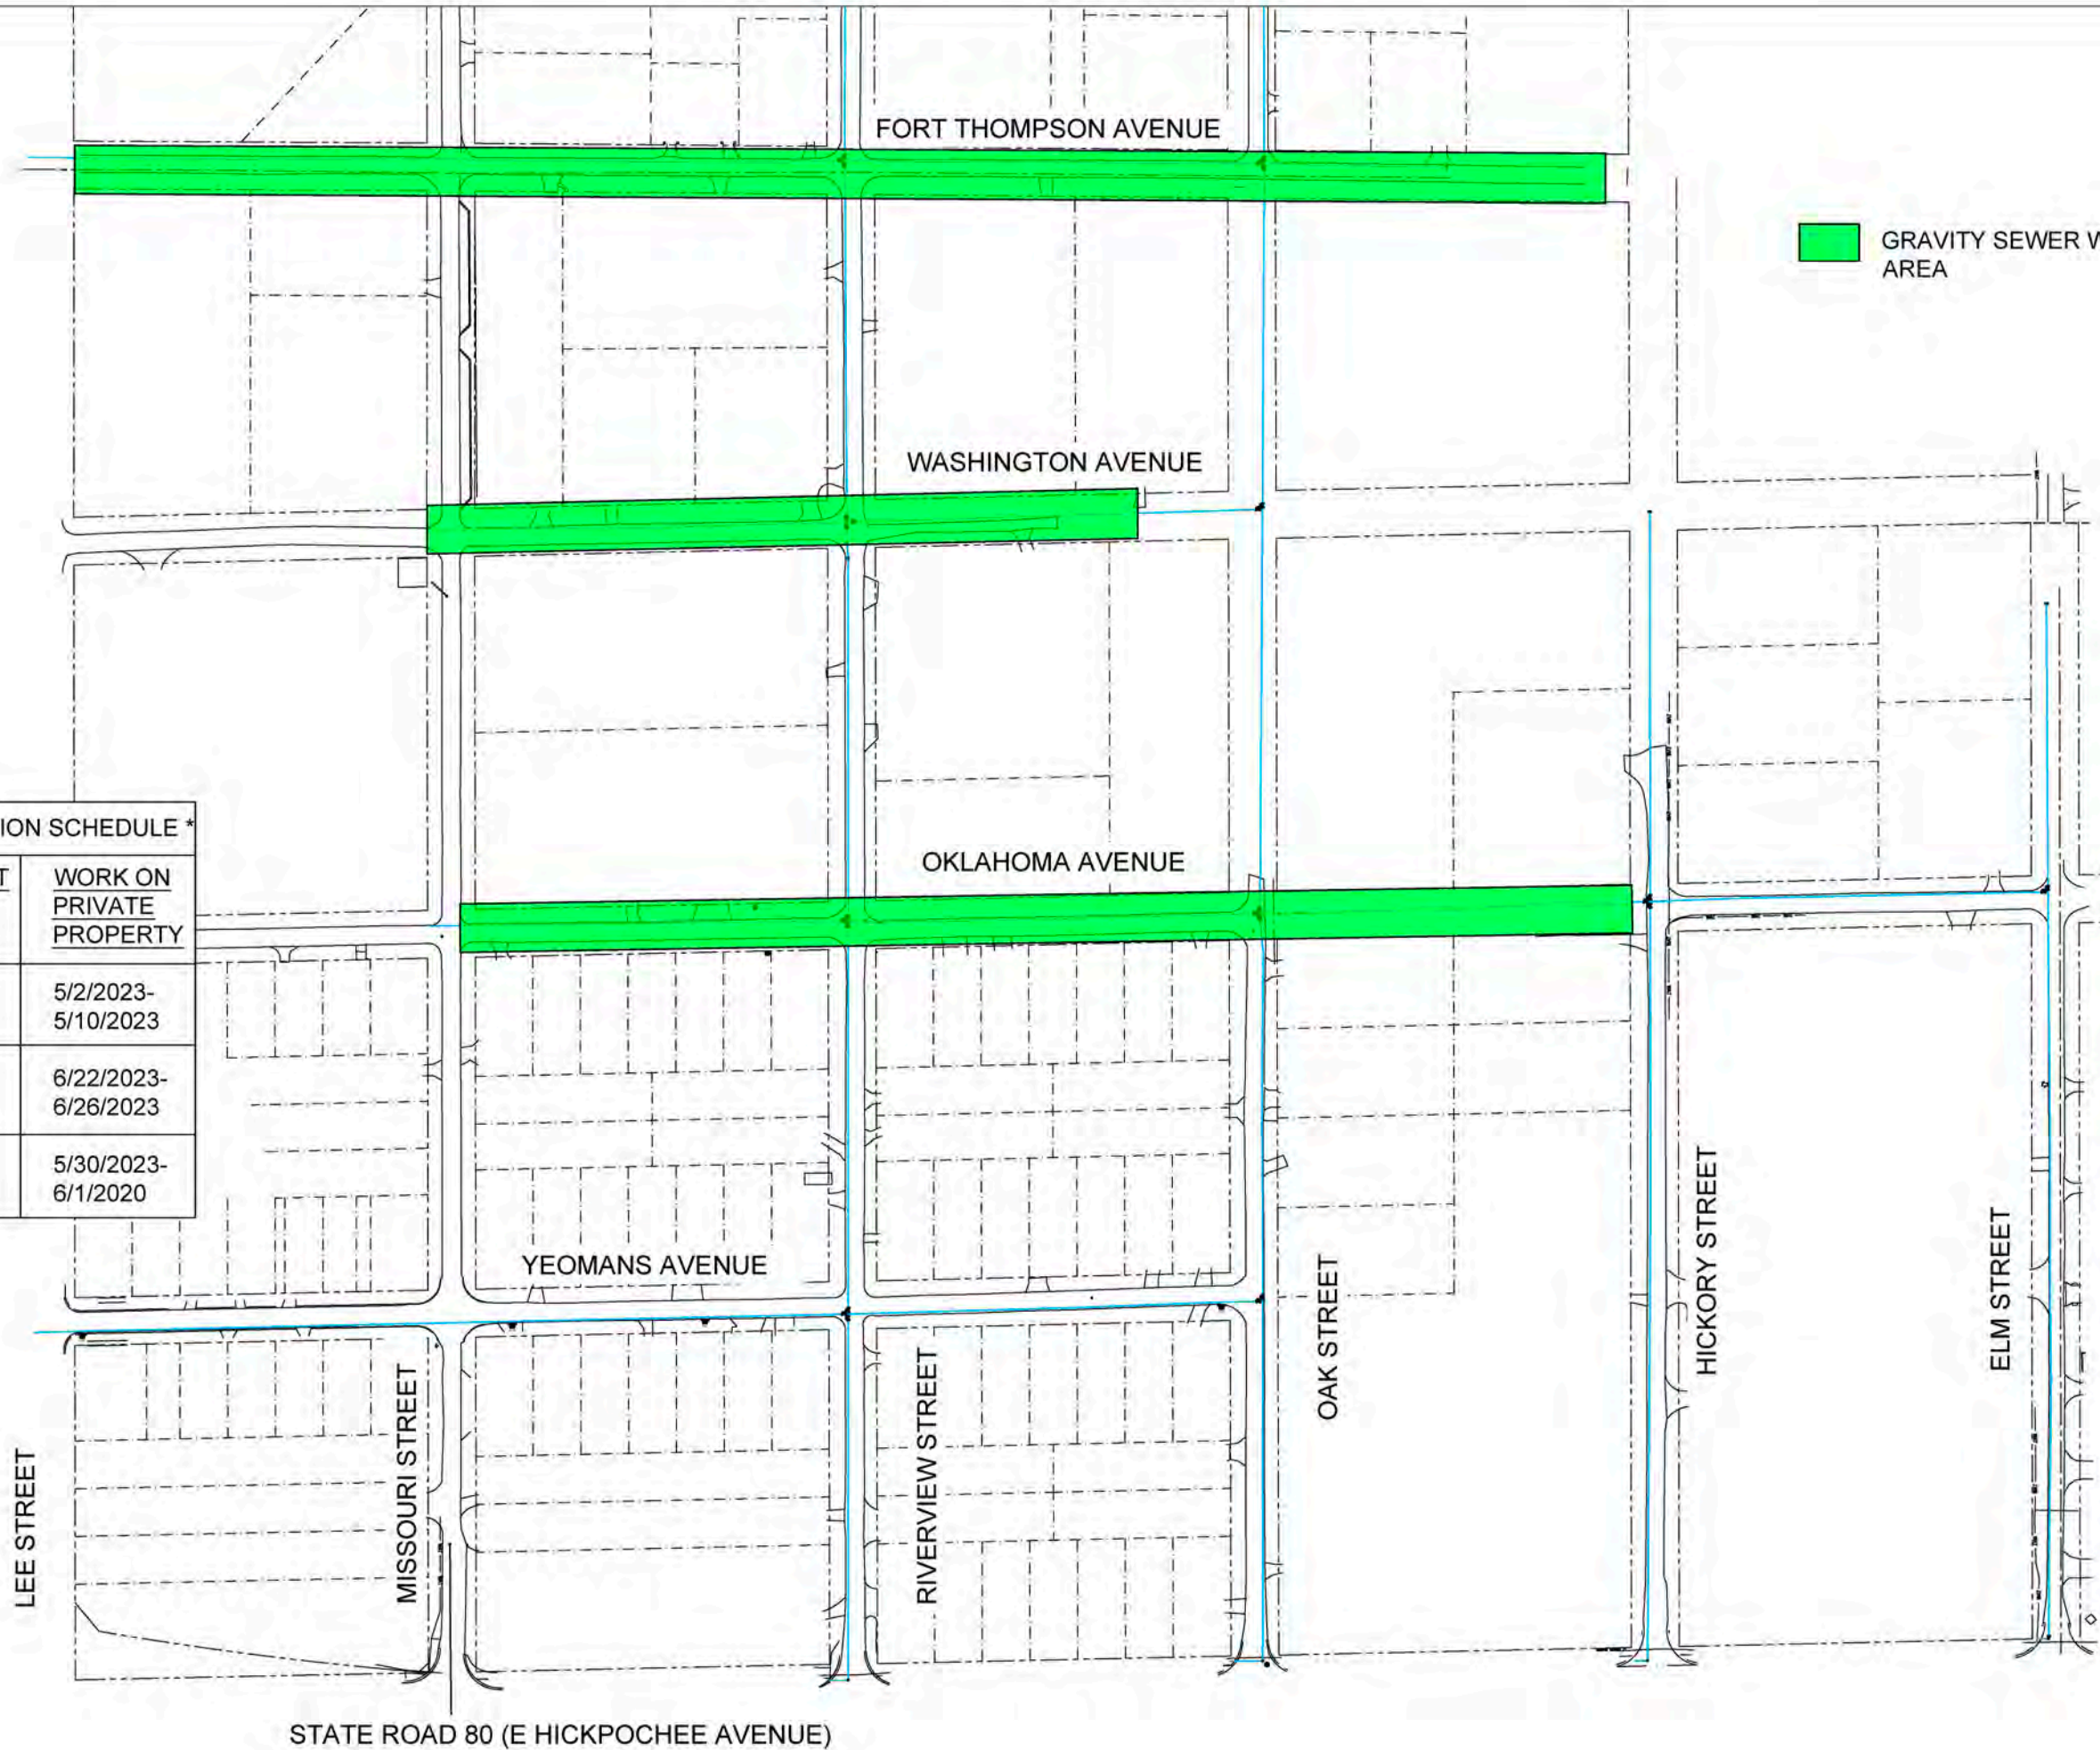 FORT THOMPSON AVENUE
GRAVITY SEWER W
AREA
WASHINGTON AVENUE
ION SCHEDULE *
T
WORK ON
PRIVATE
PROPERTY
5/2/2023-
5/10/2023
6/22/2023-
6/26/2023
5/30/2023-
6/1/2020
OKLAHOMA AVENUE
YEOMANS AVENUE
LEE STREET
MISSOURI STREET
RIVERVIEW STREET
OAK STREET
HICKORY STREET
ELM STREET
STATE ROAD 80 (E HICKPOCHEE AVENUE)